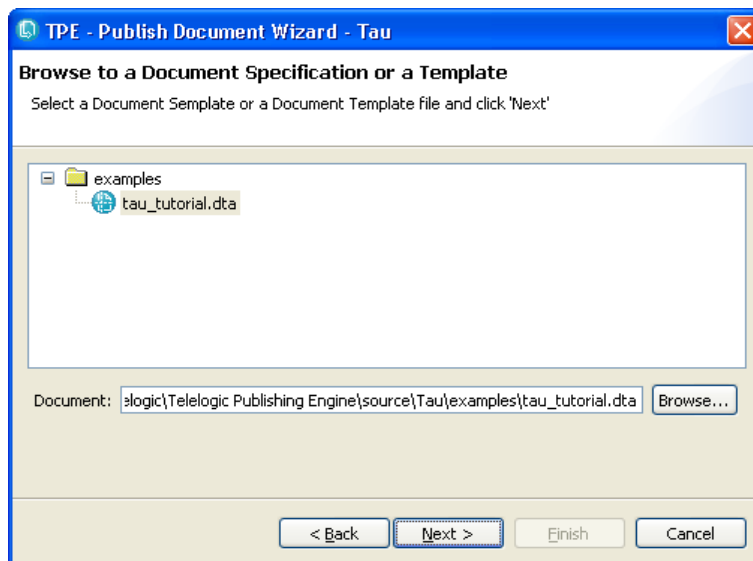 TPE - Publish Document Wizard - Tau
Browse to a Document Specification or a Template
Select a Document Semplate or a Document Template file and click 'Next'
examples
tau_tutorial.dta
Document: elogic\Telelogic Publishing Engine\source\Tau\examples\tau_tutorial.dta Browse...
< Back Next > Finish Cancel